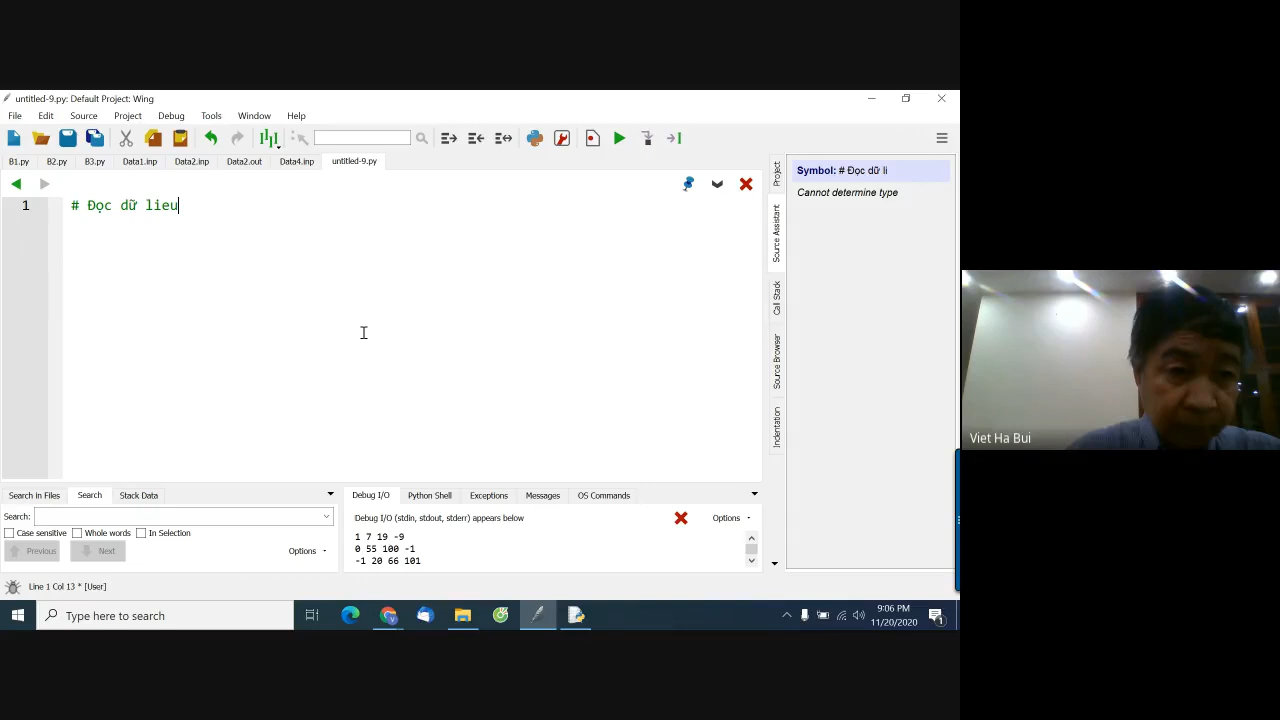 untitled-9.py: Default Project: Wing
File Edit Source Project Debug Tools Window Help
B1.py B2.py B3.py Data1.inp Data2.inp Data2.out Data4.inp untitled-9.py
1 # Đọc dữ lieu
Project
Source Assistant
Call Stack
Source Browser
Indentation
Symbol: # Đọc dữ li
Cannot determine type
Viet Ha Bui
Search in Files Search Stack Data
Search:
Case sensitive Whole words In Selection
Previous Next Options
Debug I/O Python Shell Exceptions Messages OS Commands
Debug I/O (stdin, stdout, stderr) appears below Options
1 7 19 -9
0 55 100 -1
-1 20 66 101
Line 1 Col 13 * [User]
Type here to search
9:06 PM
11/20/2020
1